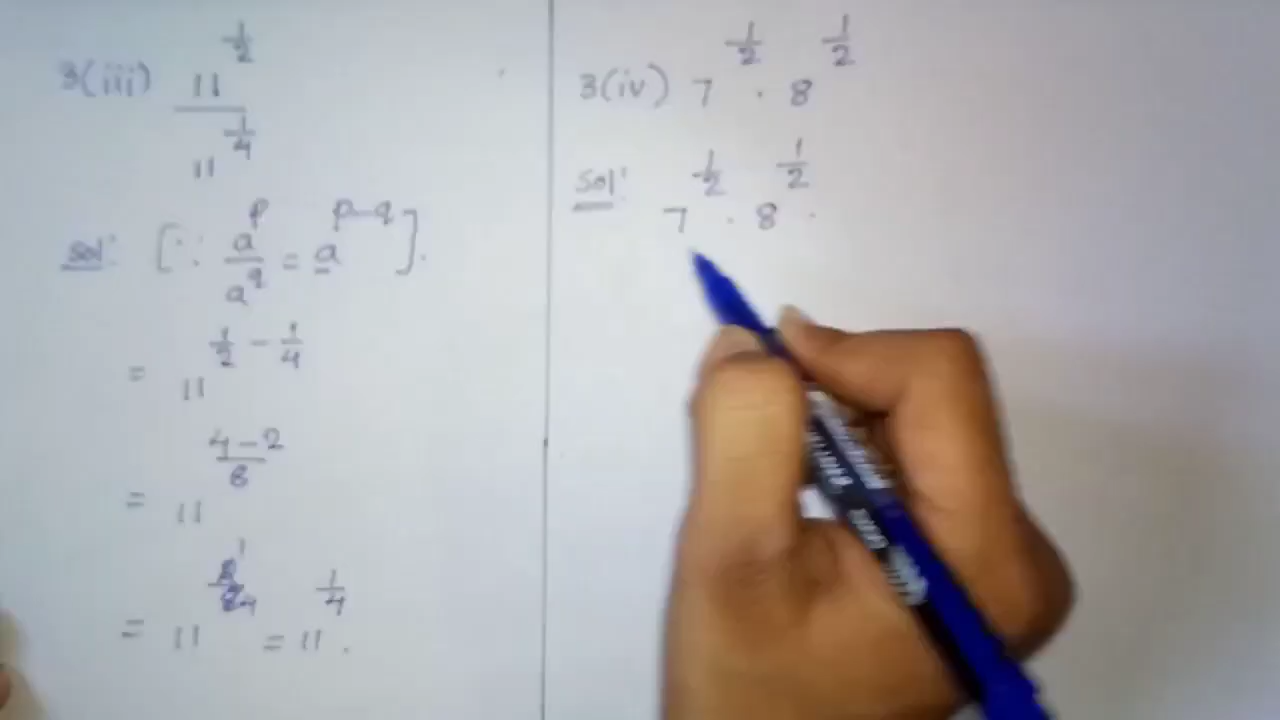 3(iii) 11^(1/2) / 11^(1/4)
Sol: [∵ a^p / a^q = a^(p-q)].
= 11^(1/2 - 1/4)
= 11^((4-2)/8)
= 11^(2/8) = 11^(1/4).
3(iv) 7^(1/2) . 8^(1/2)
Sol: 7^(1/2) . 8^(1/2) .